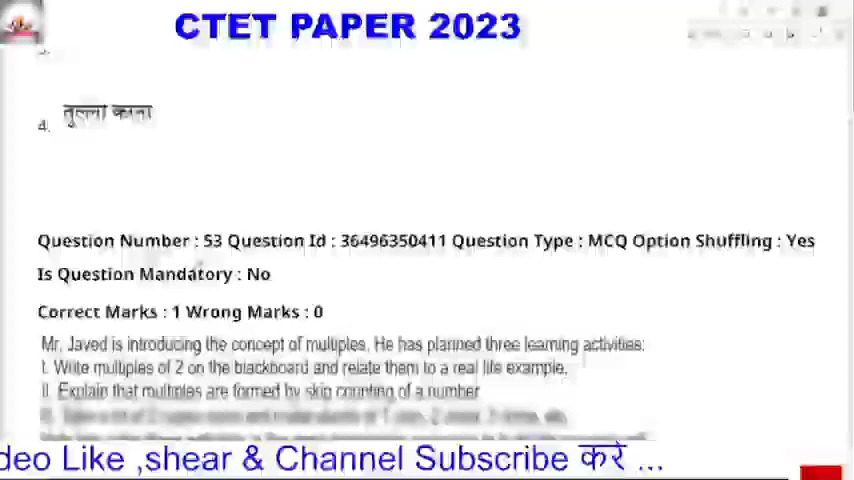 CTET PAPER 2023
4. तुलना करना
Question Number : 53 Question Id : 36496350411 Question Type : MCQ Option Shuffling : Yes
Is Question Mandatory : No
Correct Marks : 1 Wrong Marks : 0
Mr. Javed is introducing the concept of multiples. He has planned three learning activities:
I. Write multiples of 2 on the blackboard and relate them to a real life example.
II. Explain that multiples are formed by skip counting of a number
deo Like ,shear & Channel Subscribe करे ...